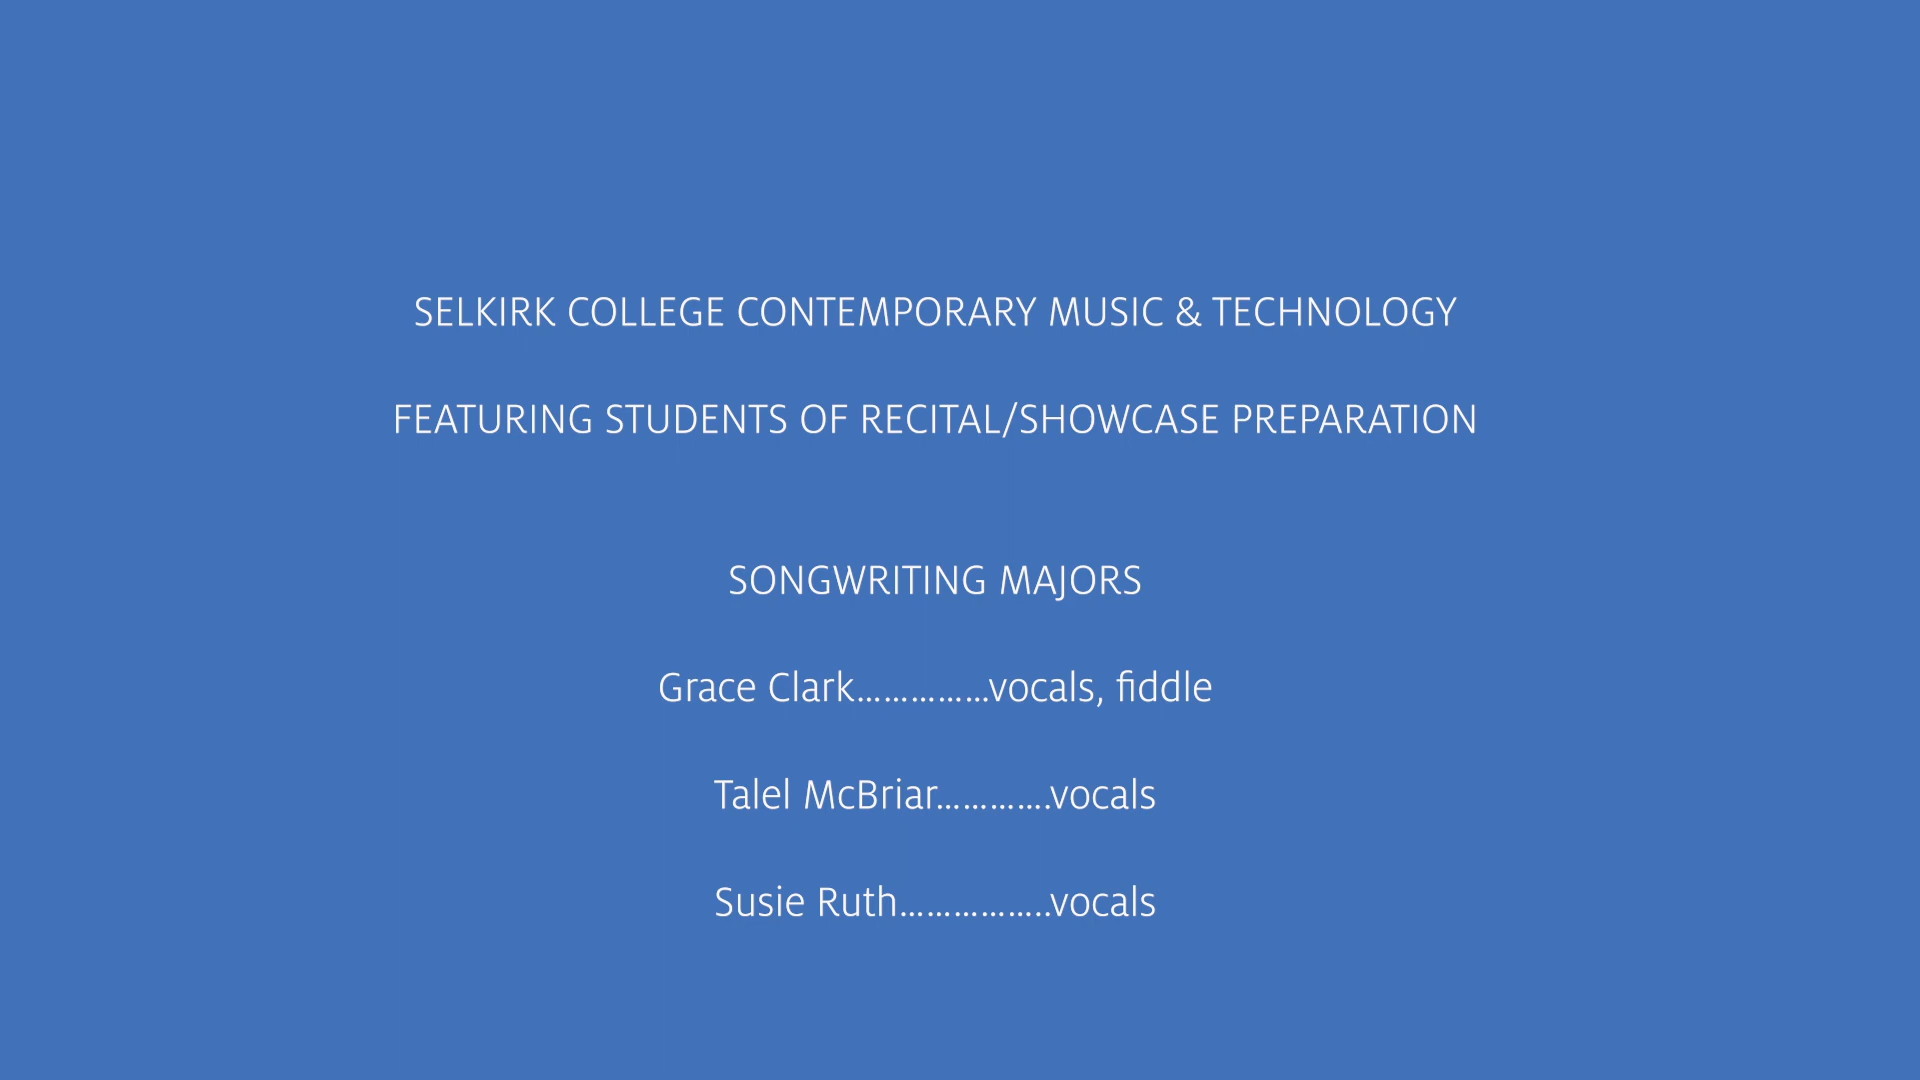 SELKIRK COLLEGE CONTEMPORARY MUSIC & TECHNOLOGY
FEATURING STUDENTS OF RECITAL/SHOWCASE PREPARATION
SONGWRITING MAJORS
Grace Clark……………vocals, fiddle
Talel McBriar………….vocals
Susie Ruth……………..vocals